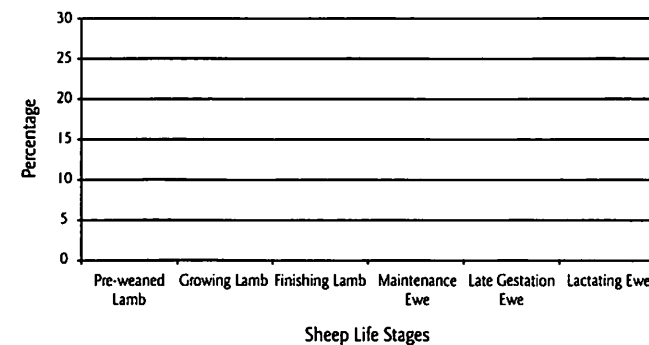 30
25
20
15
10
5
0
Percentage
Pre-weaned Lamb
Growing Lamb
Finishing Lamb
Maintenance Ewe
Late Gestation Ewe
Lactating Ewe
Sheep Life Stages